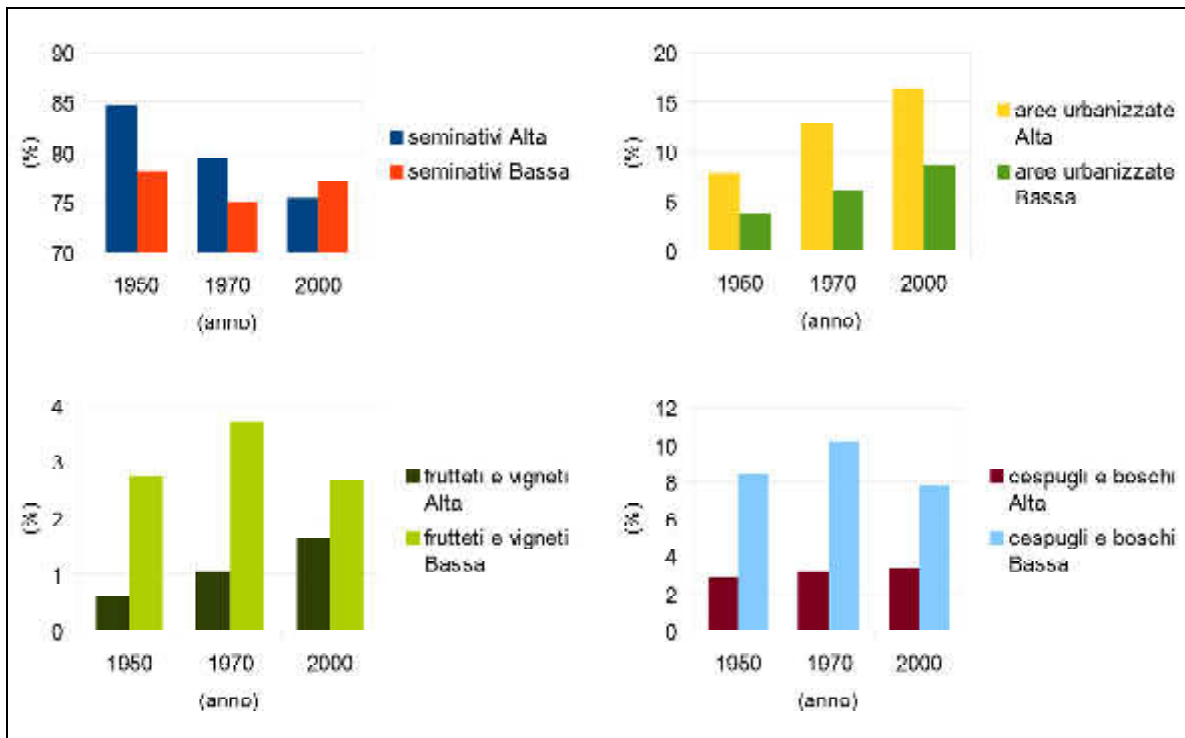 90
85
80
75
70
(%)
1950 1970 2000
(anno)
seminativi Alta
seminativi Bassa
20
15
10
5
0
(%)
1950 1970 2000
(anno)
aree urbanizzate
Alta
aree urbanizzate
Bassa
4
3
2
1
0
(%)
1950 1970 2000
(anno)
frutteti e vigneti
Alta
frutteti e vigneti
Bassa
12
10
8
6
4
2
0
(%)
1950 1970 2000
(anno)
cespugli e boschi
Alta
cespugli e boschi
Bassa